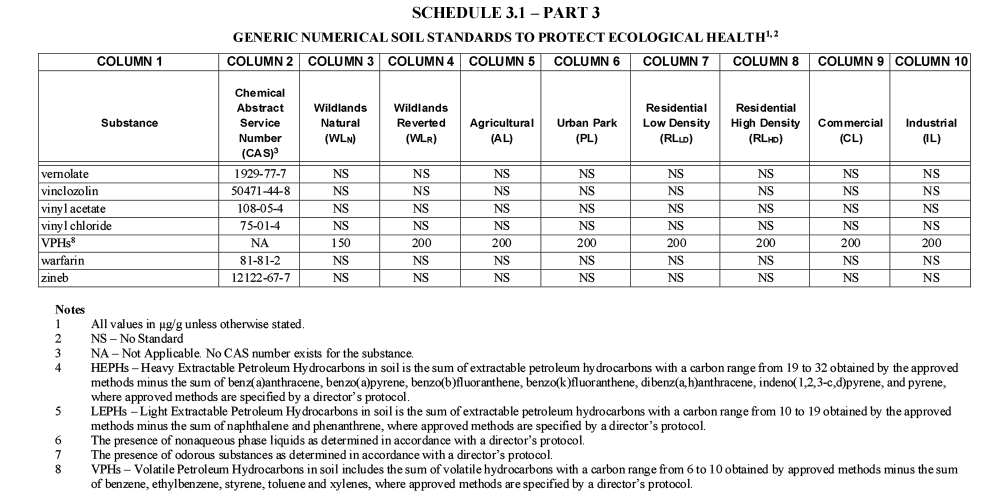 SCHEDULE 3.1 – PART 3
GENERIC NUMERICAL SOIL STANDARDS TO PROTECT ECOLOGICAL HEALTH1, 2
COLUMN 1 COLUMN 2 COLUMN 3 COLUMN 4 COLUMN 5 COLUMN 6 COLUMN 7 COLUMN 8 COLUMN 9 COLUMN 10
Substance Chemical Abstract Service Number (CAS)3 Wildlands Natural (WLN) Wildlands Reverted (WLR) Agricultural (AL) Urban Park (PL) Residential Low Density (RLLD) Residential High Density (RLHD) Commercial (CL) Industrial (IL)
vernolate 1929-77-7 NS NS NS NS NS NS NS NS
vinclozolin 50471-44-8 NS NS NS NS NS NS NS NS
vinyl acetate 108-05-4 NS NS NS NS NS NS NS NS
vinyl chloride 75-01-4 NS NS NS NS NS NS NS NS
VPHs8 NA 150 200 200 200 200 200 200 200
warfarin 81-81-2 NS NS NS NS NS NS NS NS
zineb 12122-67-7 NS NS NS NS NS NS NS NS
Notes
1 All values in µg/g unless otherwise stated.
2 NS – No Standard
3 NA – Not Applicable. No CAS number exists for the substance.
4 HEPHs – Heavy Extractable Petroleum Hydrocarbons in soil is the sum of extractable petroleum hydrocarbons with a carbon range from 19 to 32 obtained by the approved
methods minus the sum of benz(a)anthracene, benzo(a)pyrene, benzo(b)fluoranthene, benzo(k)fluoranthene, dibenz(a,h)anthracene, indeno(1,2,3-c,d)pyrene, and pyrene,
where approved methods are specified by a director's protocol.
5 LEPHs – Light Extractable Petroleum Hydrocarbons in soil is the sum of extractable petroleum hydrocarbons with a carbon range from 10 to 19 obtained by the approved
methods minus the sum of naphthalene and phenanthrene, where approved methods are specified by a director's protocol.
6 The presence of nonaqueous phase liquids as determined in accordance with a director's protocol.
7 The presence of odorous substances as determined in accordance with a director's protocol.
8 VPHs – Volatile Petroleum Hydrocarbons in soil includes the sum of volatile hydrocarbons with a carbon range from 6 to 10 obtained by approved methods minus the sum
of benzene, ethylbenzene, styrene, toluene and xylenes, where approved methods are specified by a director's protocol.